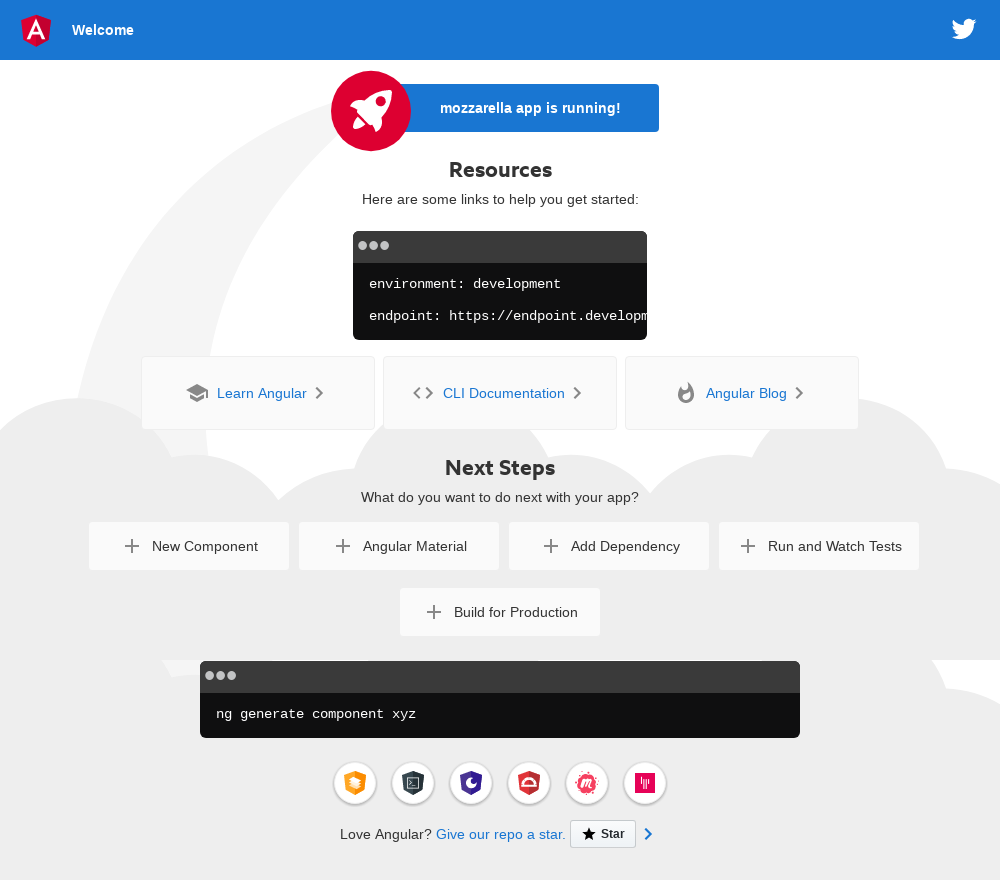 Welcome
mozzarella app is running!
Resources
Here are some links to help you get started:
environment: development
endpoint: https://endpoint.developm
Learn Angular
CLI Documentation
Angular Blog
Next Steps
What do you want to do next with your app?
New Component
Angular Material
Add Dependency
Run and Watch Tests
Build for Production
ng generate component xyz
Love Angular? Give our repo a star. Star